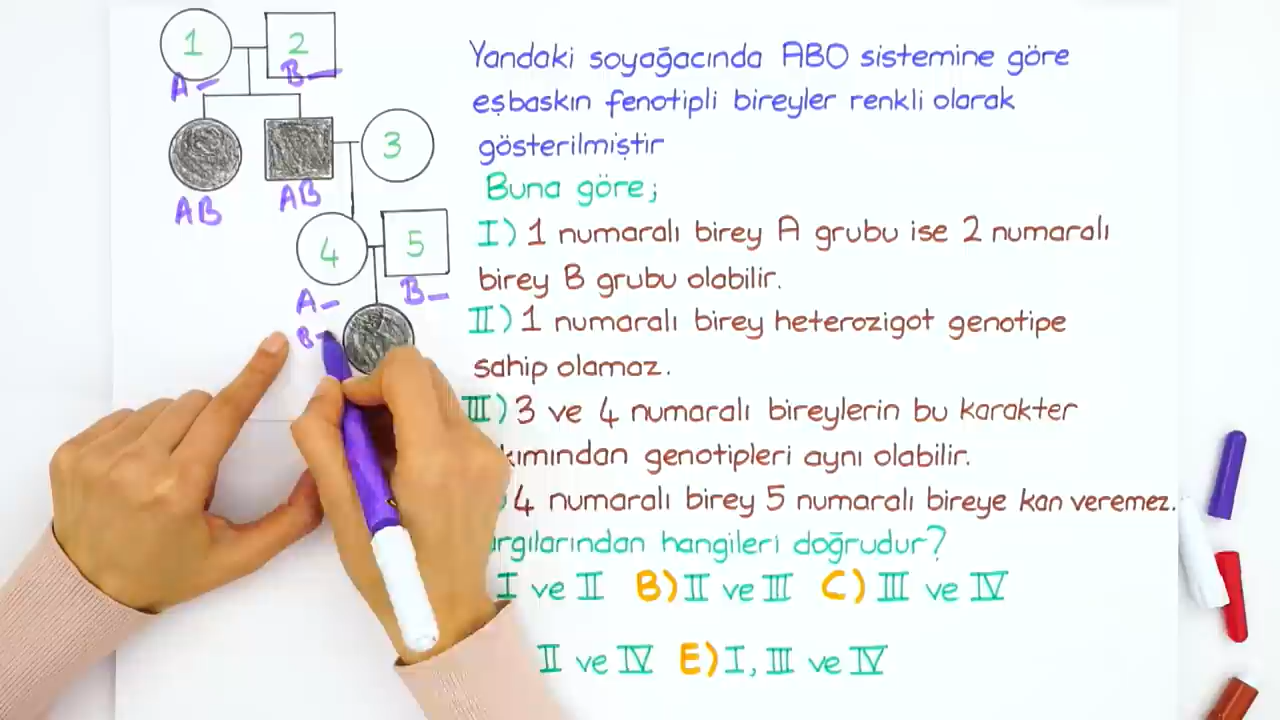 1
2
A-
B-
3
AB
AB
4
5
A-
B-
B-
Yandaki soyağacında ABO sistemine göre
eşbaskın fenotipli bireyler renkli olarak
gösterilmiştir
Buna göre;
I) 1 numaralı birey A grubu ise 2 numaralı
birey B grubu olabilir.
II) 1 numaralı birey heterozigot genotipe
sahip olamaz.
III) 3 ve 4 numaralı bireylerin bu karakter
kımından genotipleri aynı olabilir.
) 4 numaralı birey 5 numaralı bireye kan veremez.
argılarından hangileri doğrudur?
I ve II B) II ve III C) III ve IV
II ve IV E) I, III ve IV